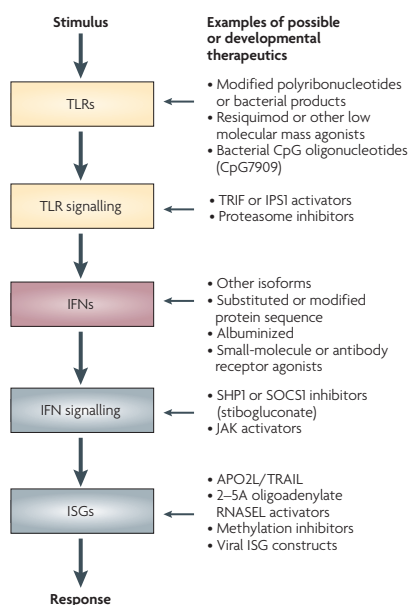 Stimulus
Examples of possible
or developmental
therapeutics
TLRs
• Modified polyribonucleotides
or bacterial products
• Resiquimod or other low
molecular mass agonists
• Bacterial CpG oligonucleotides
(CpG7909)
TLR signalling
• TRIF or IPS1 activators
• Proteasome inhibitors
IFNs
• Other isoforms
• Substituted or modified
protein sequence
• Albuminized
• Small-molecule or antibody
receptor agonists
IFN signalling
• SHP1 or SOCS1 inhibitors
(stibogluconate)
• JAK activators
ISGs
• APO2L/TRAIL
• 2–5A oligoadenylate
RNASEL activators
• Methylation inhibitors
• Viral ISG constructs
Response